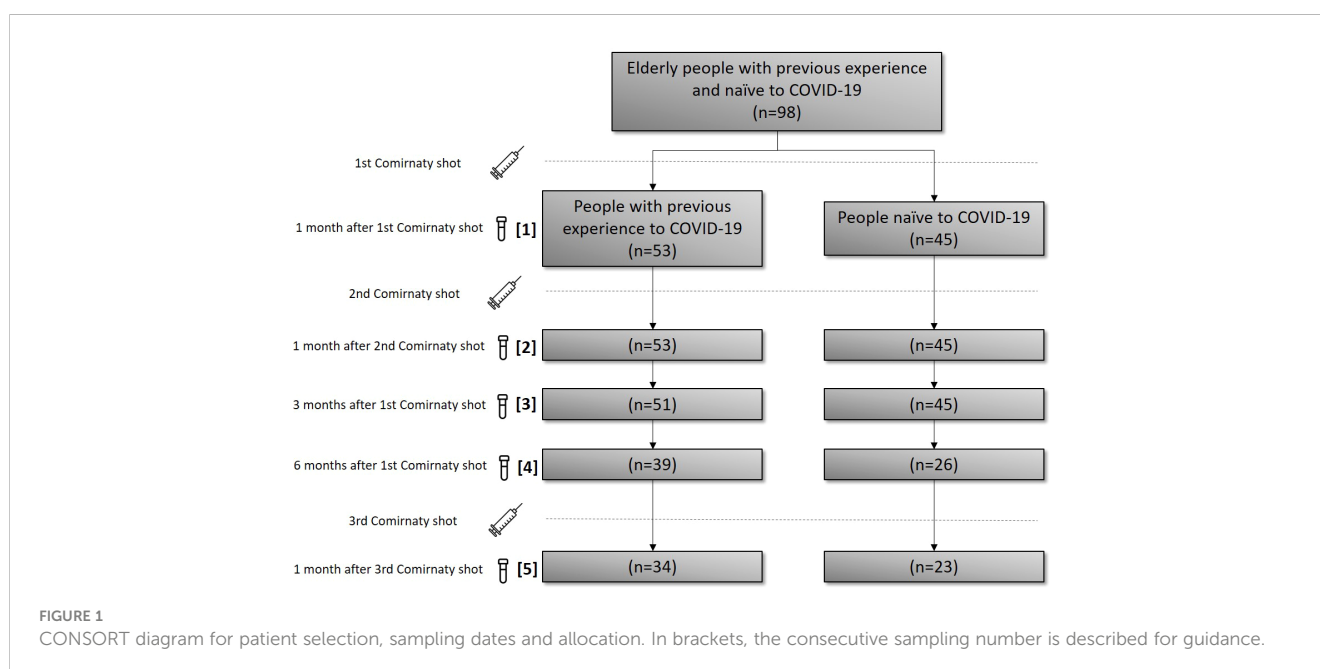 Elderly people with previous experience
and naïve to COVID-19
(n=98)
1st Comirnaty shot
1 month after 1st Comirnaty shot [1]
People with previous
experience to COVID-19
(n=53)
People naïve to COVID-19
(n=45)
2nd Comirnaty shot
1 month after 2nd Comirnaty shot [2] (n=53) (n=45)
3 months after 1st Comirnaty shot [3] (n=51) (n=45)
6 months after 1st Comirnaty shot [4] (n=39) (n=26)
3rd Comirnaty shot
1 month after 3rd Comirnaty shot [5] (n=34) (n=23)
FIGURE 1
CONSORT diagram for patient selection, sampling dates and allocation. In brackets, the consecutive sampling number is described for guidance.